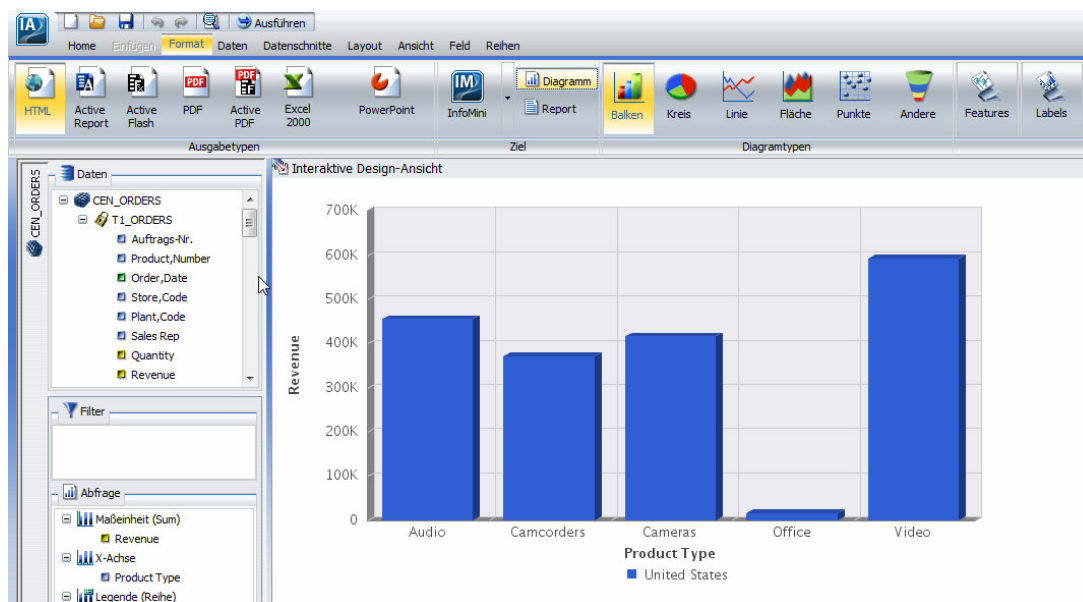 IA
Ausführen
Home Einfügen Format Daten Datenschnitte Layout Ansicht Feld Reihen
HTML
Active Report
Active Flash
PDF
PDF
PDF
Active PDF
Excel 2000
PowerPoint
IM
InfoMini
Diagramm
Report
Balken
Kreis
Linie
Fläche
Punkte
Andere
Features
Labels
Ausgabetypen
Ziel
Diagrammtypen
CEN_ORDERS
Daten
CEN_ORDERS
T1_ORDERS
Auftrags-Nr.
Product,Number
Order,Date
Store,Code
Plant,Code
Sales Rep
Quantity
Revenue
Filter
Abfrage
Maßeinheit (Sum)
Revenue
X-Achse
Product Type
Legende (Reihe)
Interaktive Design-Ansicht
700K
600K
500K
400K
300K
200K
100K
0
Revenue
Audio Camcorders Cameras Office Video
Product Type
United States